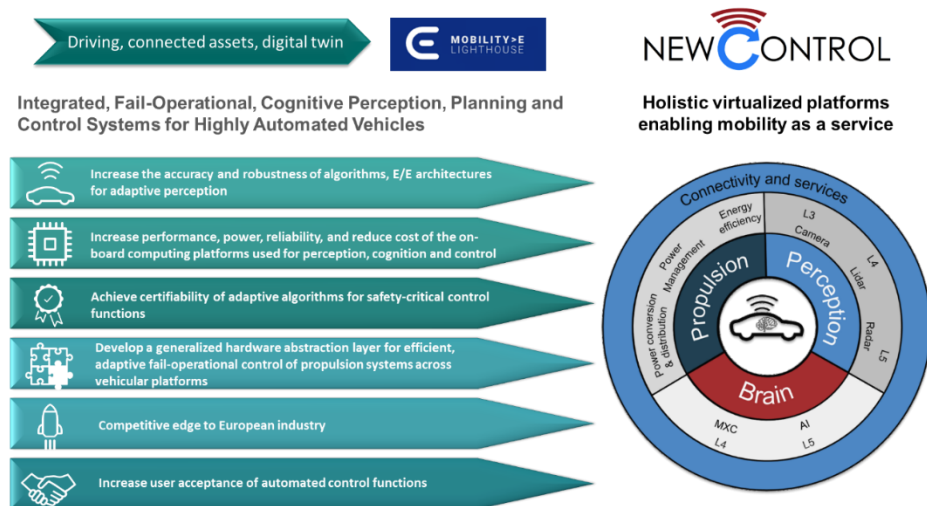 Driving, connected assets, digital twin
MOBILITY>E
LIGHTHOUSE
NEWCONTROL
Integrated, Fail-Operational, Cognitive Perception, Planning and
Control Systems for Highly Automated Vehicles
Holistic virtualized platforms
enabling mobility as a service
Increase the accuracy and robustness of algorithms, E/E architectures
for adaptive perception
Increase performance, power, reliability, and reduce cost of the on-
board computing platforms used for perception, cognition and control
Achieve certifiability of adaptive algorithms for safety-critical control
functions
Develop a generalized hardware abstraction layer for efficient,
adaptive fail-operational control of propulsion systems across
vehicular platforms
Competitive edge to European industry
Increase user acceptance of automated control functions
Connectivity and services
Energy
efficiency
Power
Management
Power conversion
& distribution
Propulsion
L3
Camera
L4
Lidar
Radar
L5
Perception
Brain
MXC
AI
L4
L5